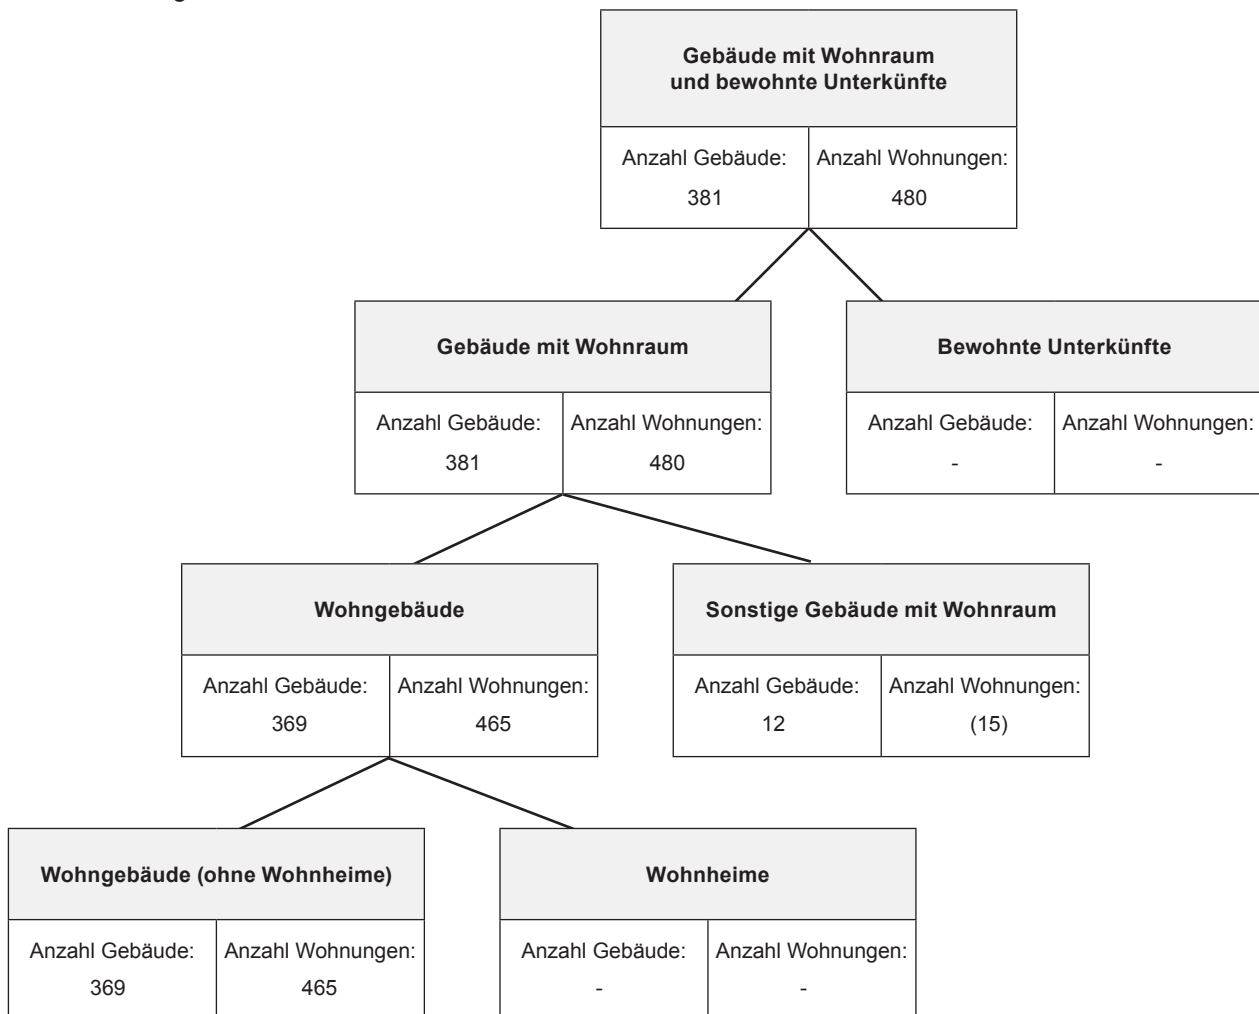 Gebäude mit Wohnraum
und bewohnte Unterkünfte
Anzahl Gebäude: Anzahl Wohnungen:
381 480
Gebäude mit Wohnraum
Anzahl Gebäude: Anzahl Wohnungen:
381 480
Bewohnte Unterkünfte
Anzahl Gebäude: Anzahl Wohnungen:
- -
Wohngebäude
Anzahl Gebäude: Anzahl Wohnungen:
369 465
Sonstige Gebäude mit Wohnraum
Anzahl Gebäude: Anzahl Wohnungen:
12 (15)
Wohngebäude (ohne Wohnheime)
Anzahl Gebäude: Anzahl Wohnungen:
369 465
Wohnheime
Anzahl Gebäude: Anzahl Wohnungen:
- -